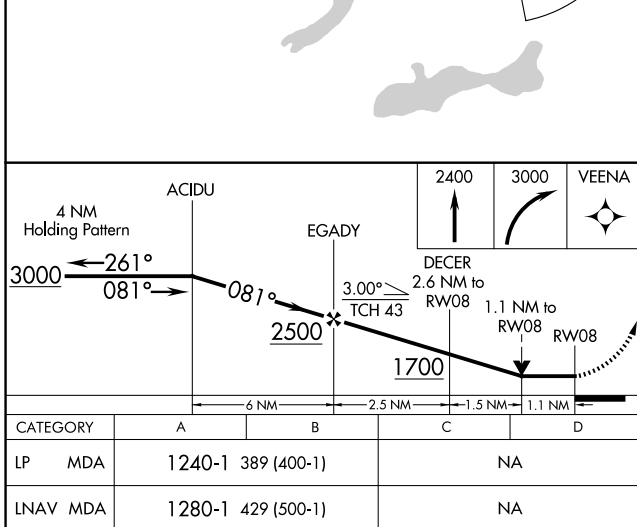 2400
3000
VEENA
ACIDU
4 NM
Holding Pattern
EGADY
DECER
2.6 NM to
RW08
1.1 NM to
RW08
RW08
3000
261°
081°
081°
3.00°
TCH 43
2500
1700
6 NM
2.5 NM
1.5 NM
1.1 NM
CATEGORY A B C D
LP MDA 1240-1 389 (400-1) NA
LNAV MDA 1280-1 429 (500-1) NA